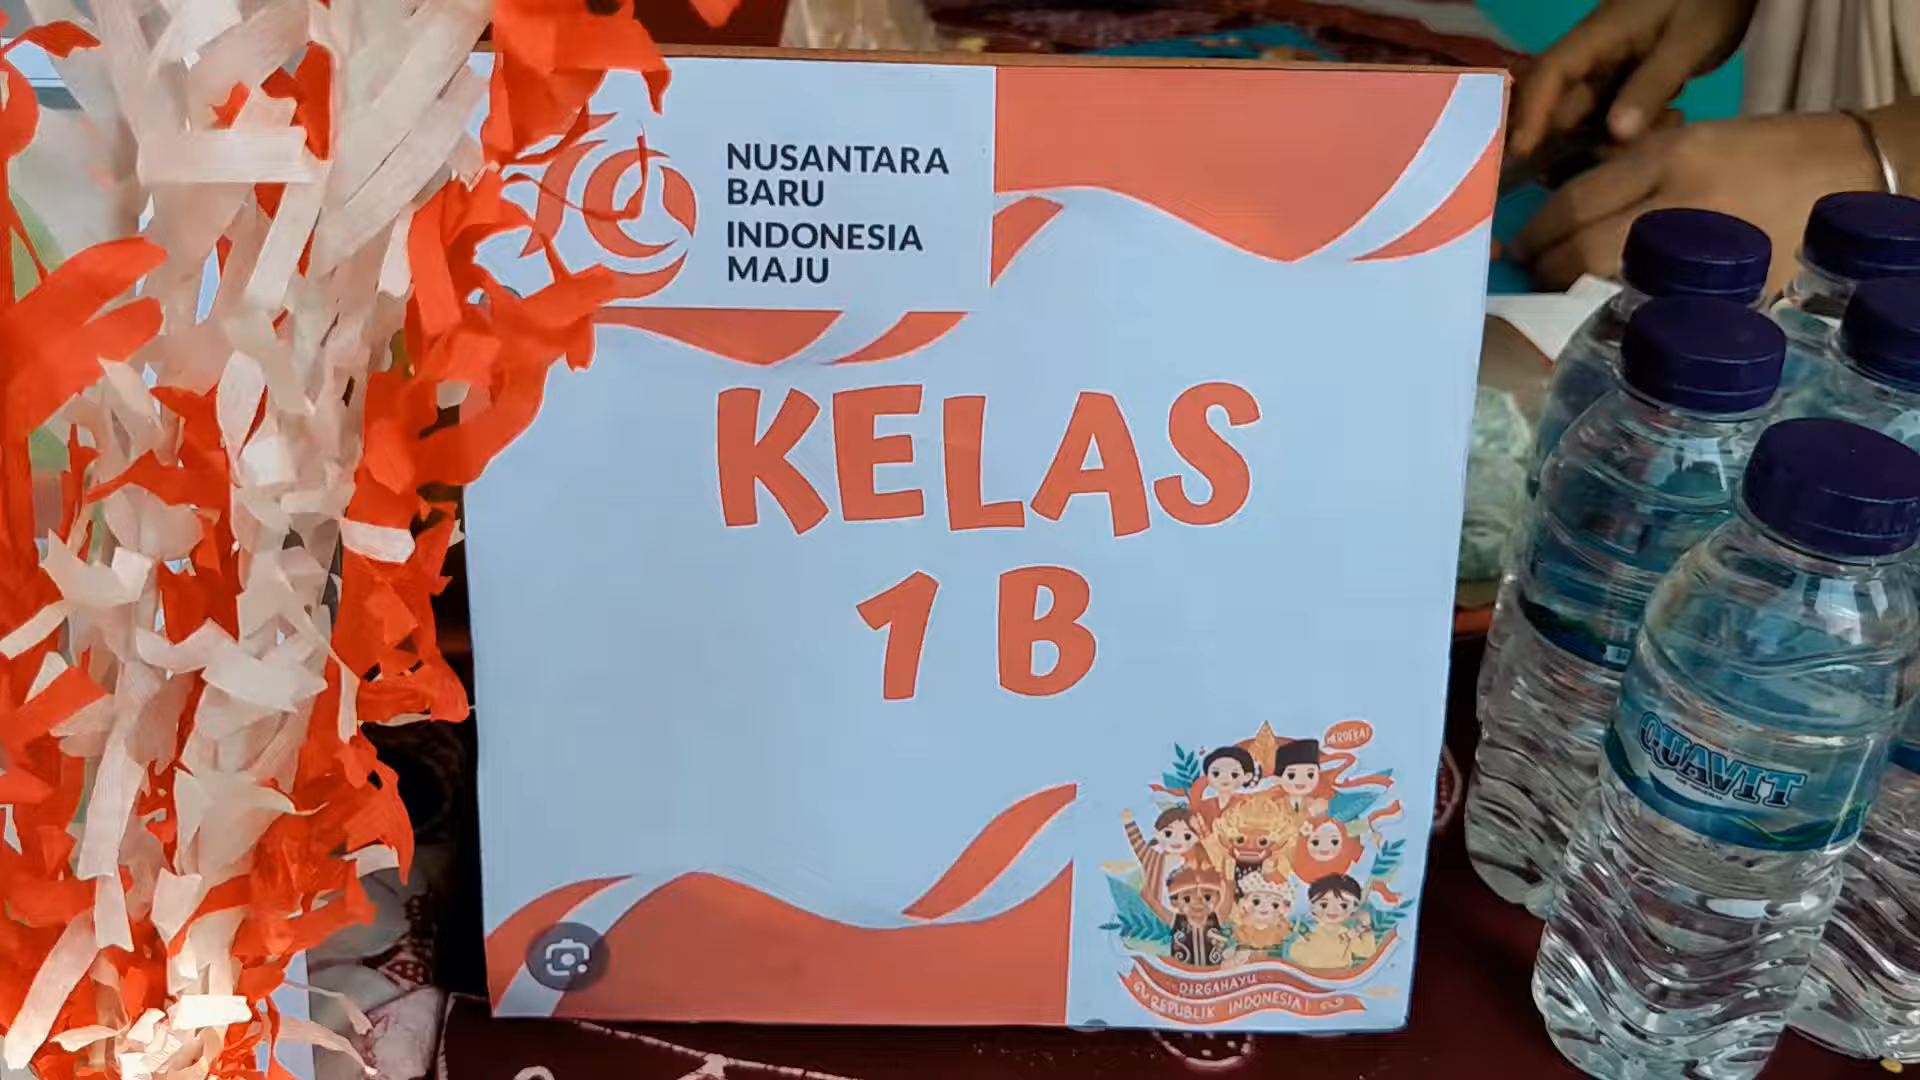 NUSANTARA
BARU
INDONESIA
MAJU
KELAS
1 B
MERDEKA!
DIRGAHAYU
REPUBLIK INDONESIA!
QUAVIT